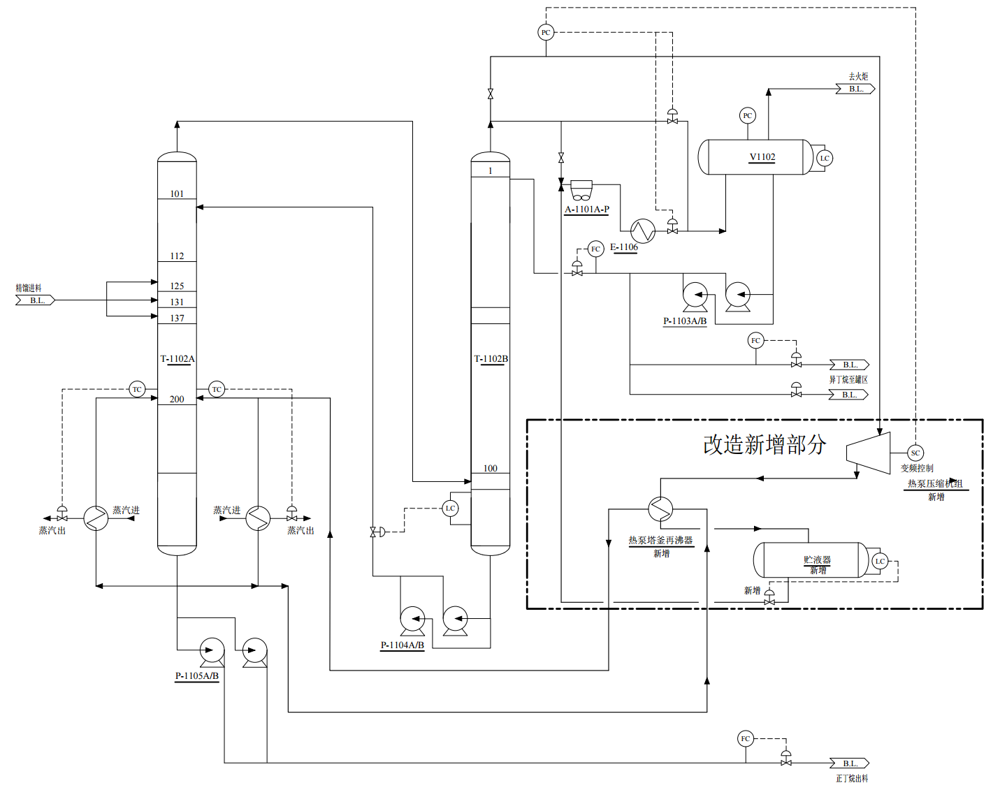 PC
去火炬
B.L.
PC
V1102
LC
1
101
A-1101A-P
E-1106
FC
112
精馏进料
B.L.
125
131
137
P-1103A/B
T-1102A
T-1102B
FC
B.L.
异丁烷至罐区
B.L.
TC
TC
200
改造新增部分
SC
变频控制
热泵压缩机组
新增
100
LC
蒸汽进
蒸汽出
蒸汽进
蒸汽出
热泵塔釜再沸器
新增
贮液器
新增
LC
新增
P-1104A/B
P-1105A/B
FC
B.L.
正丁烷出料